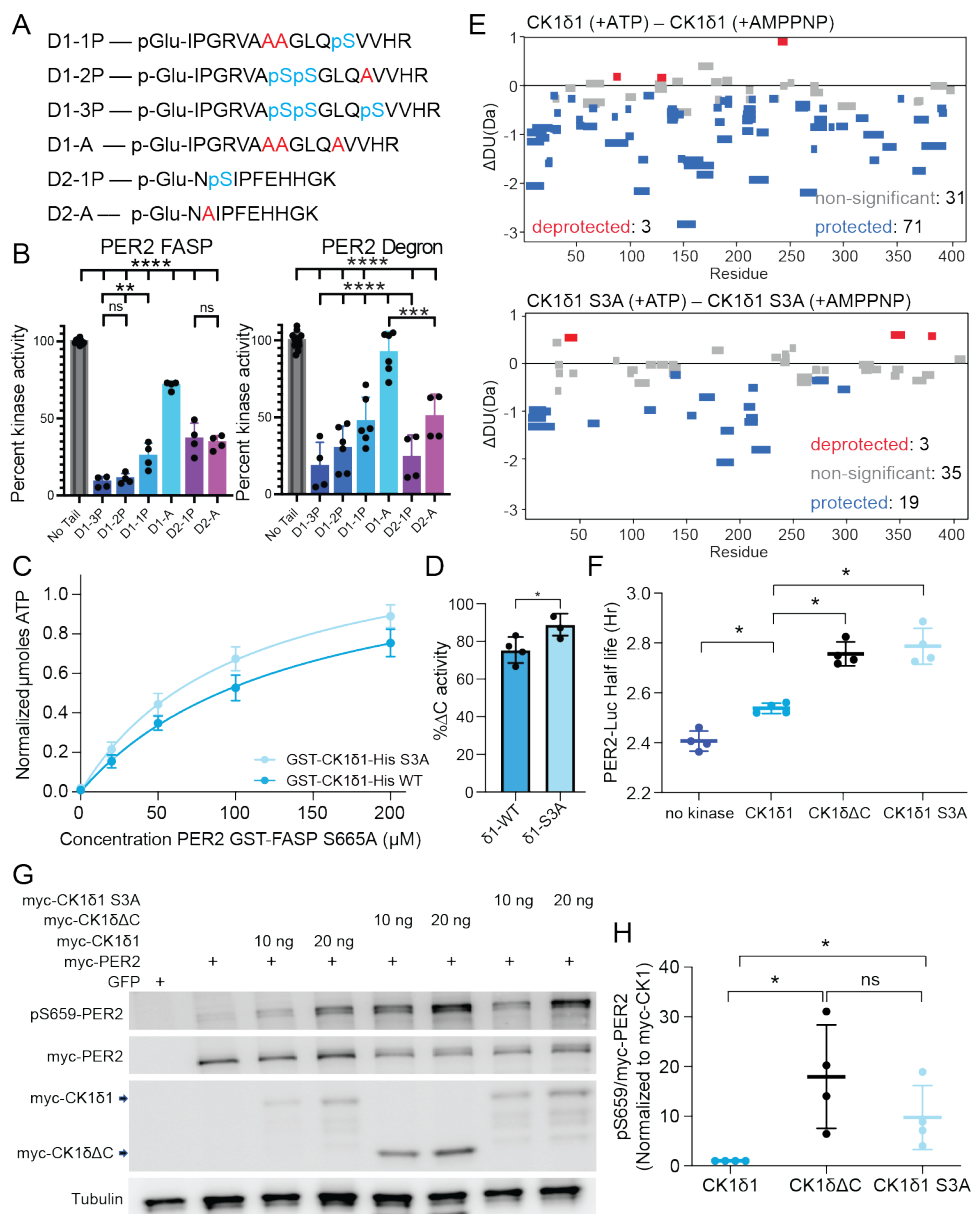 A
D1-1P — pGlu-IPGRVAAAGLQpSVVHR
D1-2P — p-Glu-IPGRVApSpSGLQAVVHR
D1-3P — p-Glu-IPGRVApSpSGLQpSVVHR
D1-A — p-Glu-IPGRVAAAGLQAVVHR
D2-1P — p-Glu-NpSIPFEHHGK
D2-A — p-Glu-NAIPFEHHGK
B
PER2 FASP
****
**
ns
ns
Percent kinase activity
100
50
0
No Tail
D1-3P
D1-2P
D1-1P
D1-A
D2-1P
D2-A
PER2 Degron
****
****
***
Percent kinase activity
100
50
0
No Tail
D1-3P
D1-2P
D1-1P
D1-A
D2-1P
D2-A
C
Normalized µmoles ATP
1.0
0.8
0.6
0.4
0.2
0.0
0
50
100
150
200
GST-CK1δ1-His S3A
GST-CK1δ1-His WT
Concentration PER2 GST-FASP S665A (µM)
D
%ΔC activity
100
80
60
40
20
0
*
δ1-WT
δ1-S3A
E
CK1δ1 (+ATP) – CK1δ1 (+AMPPNP)
ΔDU(Da)
1
0
-1
-2
-3
non-significant: 31
deprotected: 3
protected: 71
50
100
150
200
250
300
350
400
Residue
CK1δ1 S3A (+ATP) – CK1δ1 S3A (+AMPPNP)
ΔDU(Da)
1
0
-1
-2
-3
deprotected: 3
non-significant: 35
protected: 19
50
100
150
200
250
300
350
400
Residue
F
PER2-Luc Half life (Hr)
3.0
2.8
2.6
2.4
2.2
*
*
*
no kinase
CK1δ1
CK1δΔC
CK1δ1 S3A
G
myc-CK1δ1 S3A 10 ng 20 ng
myc-CK1δΔC 10 ng 20 ng
myc-CK1δ1 10 ng 20 ng
myc-PER2 + + + + + + +
GFP +
pS659-PER2
myc-PER2
myc-CK1δ1
myc-CK1δΔC
Tubulin
H
pS659/myc-PER2
(Normalized to myc-CK1)
40
30
20
10
0
*
*
ns
CK1δ1
CK1δΔC
CK1δ1 S3A